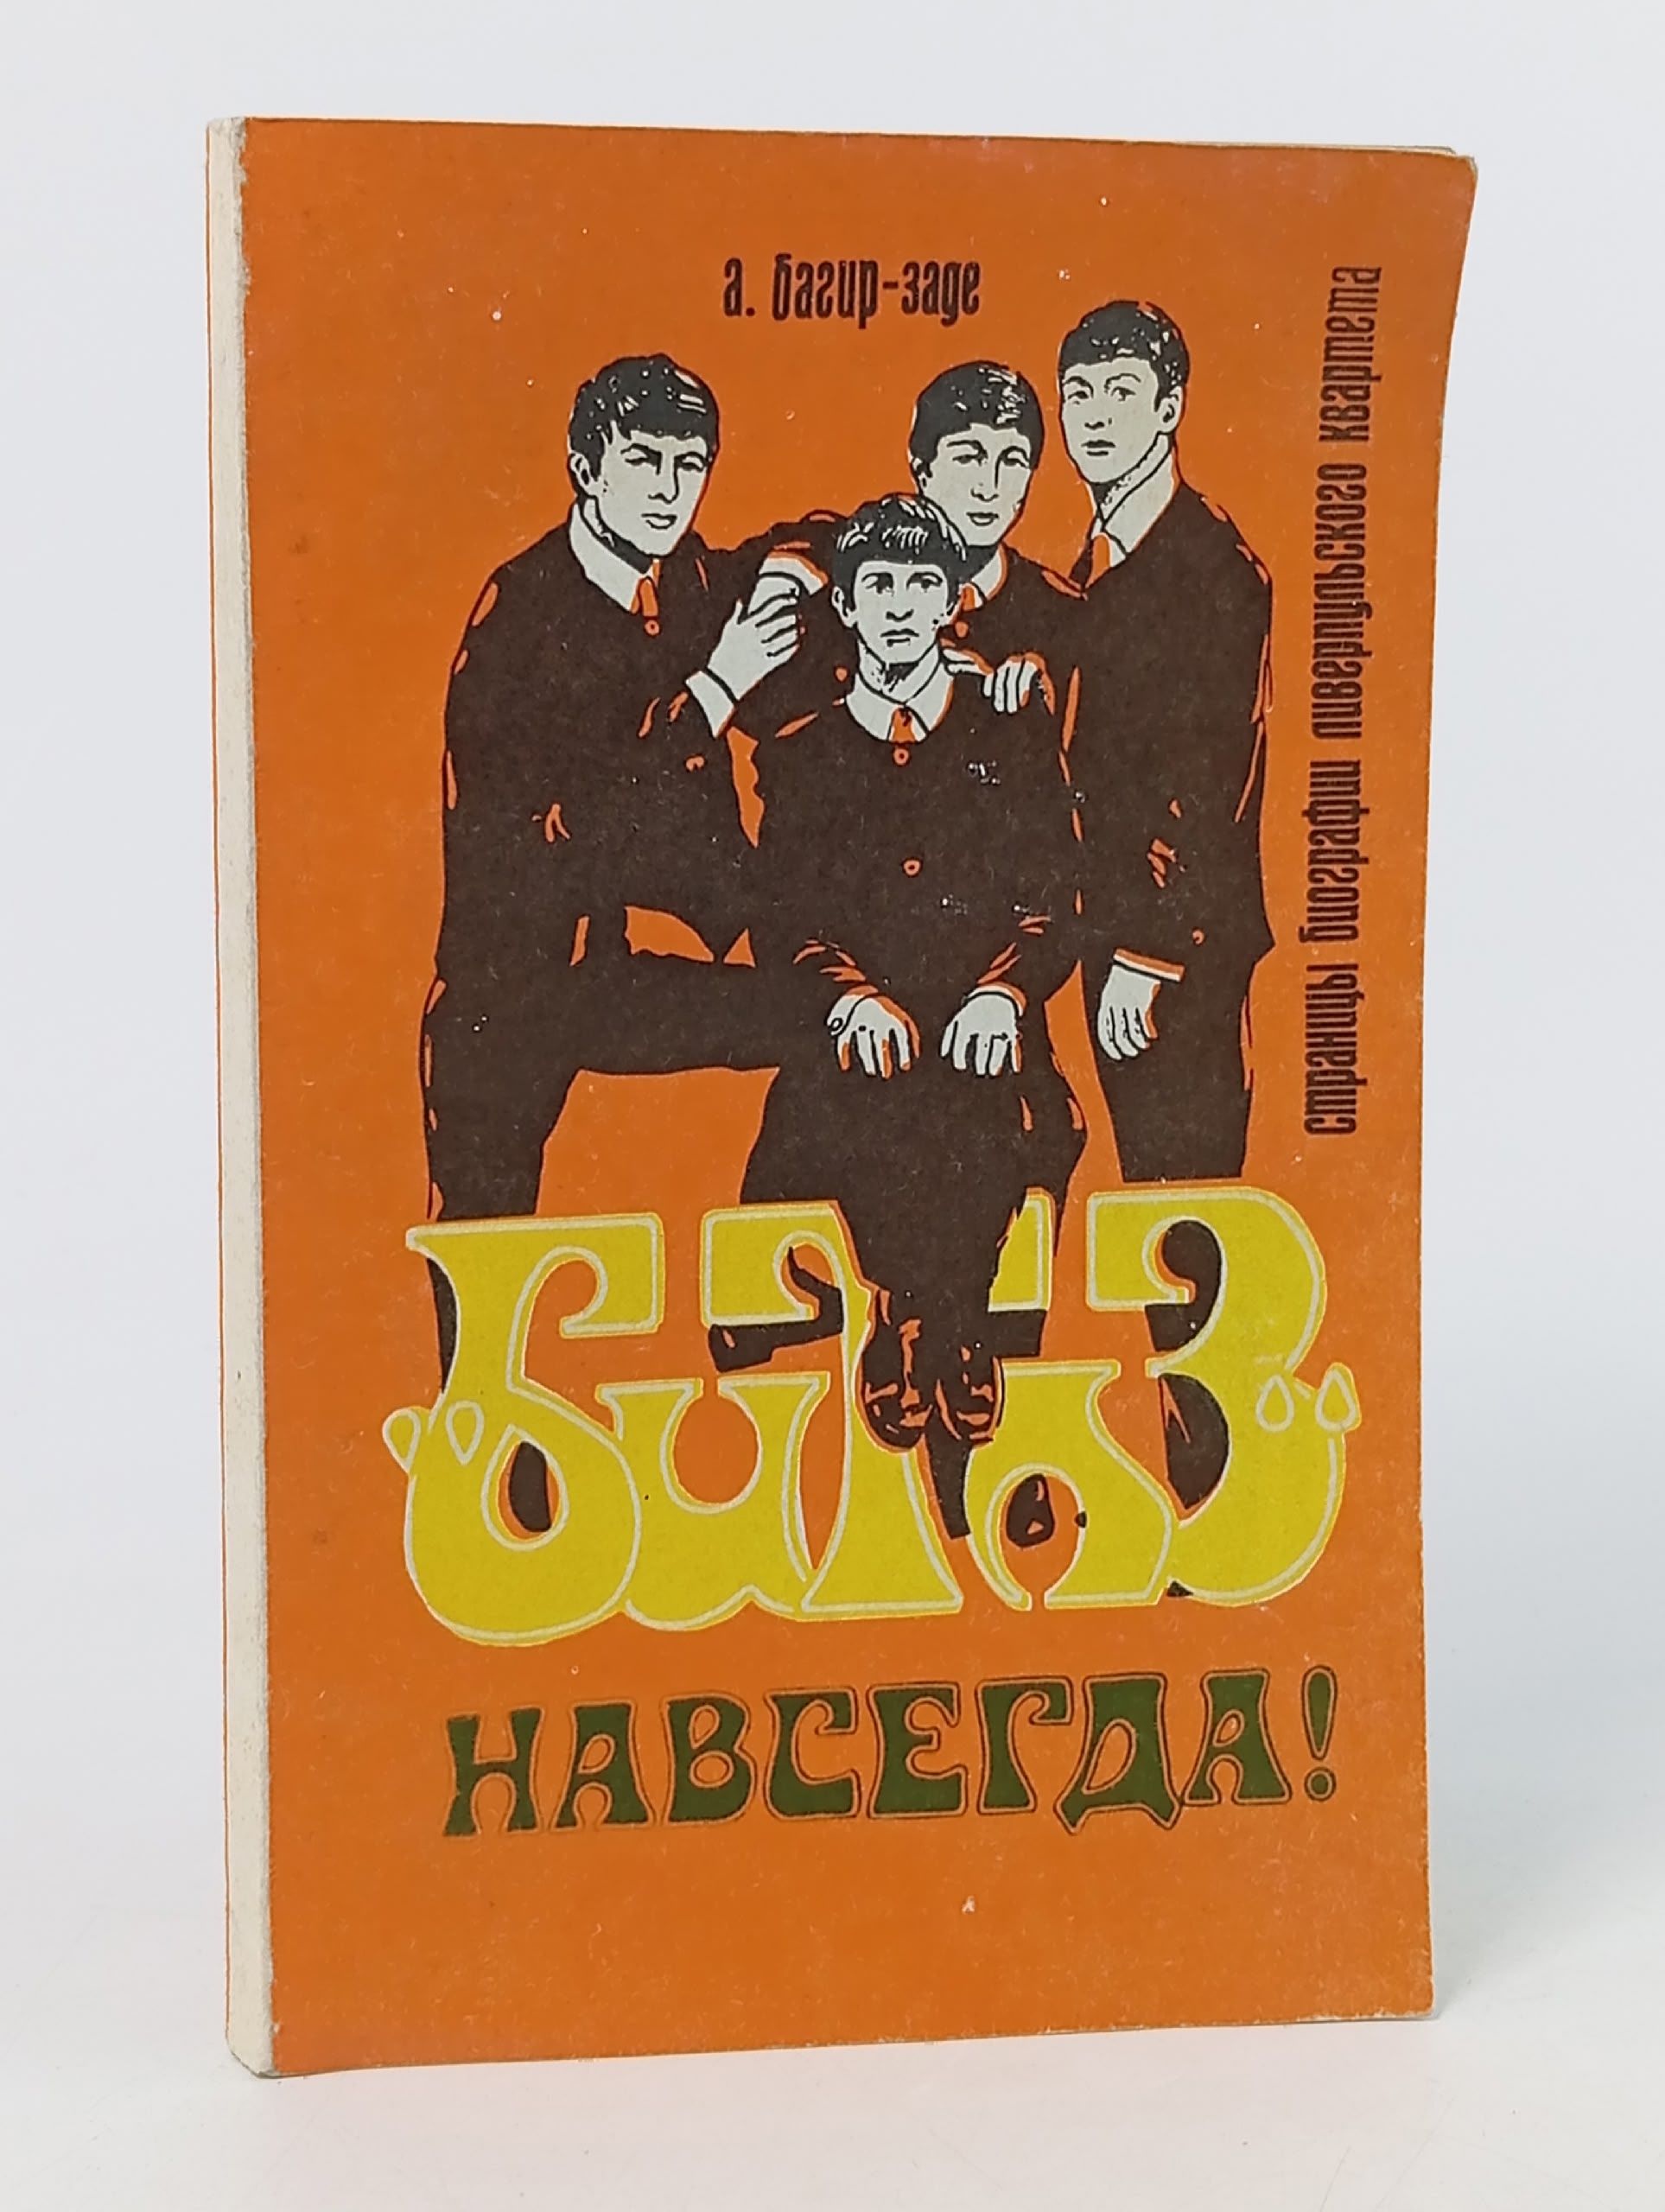 а. багир-заде
страницы биографии ливерпульского квартета
битлз
НАВСЕГДА!